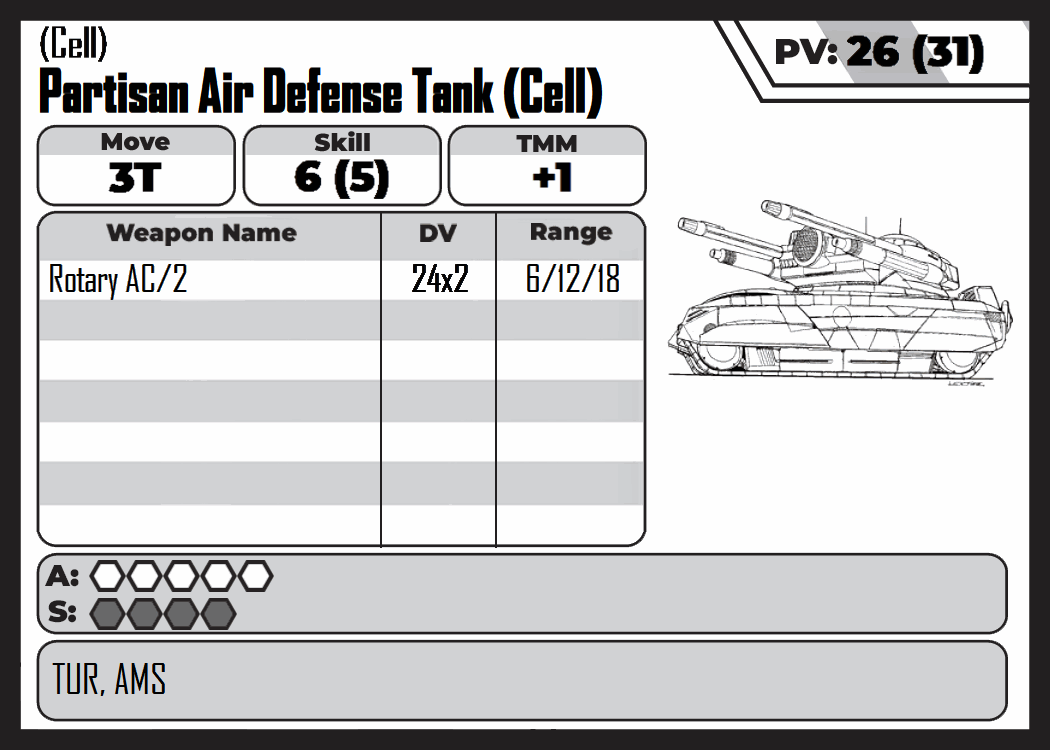 (Cell)
Partisan Air Defense Tank (Cell)
PV: 26 (31)
Move Skill TMM
3T 6 (5) +1
Weapon Name DV Range
Rotary AC/2 24x2 6/12/18
A:
S:
TUR, AMS